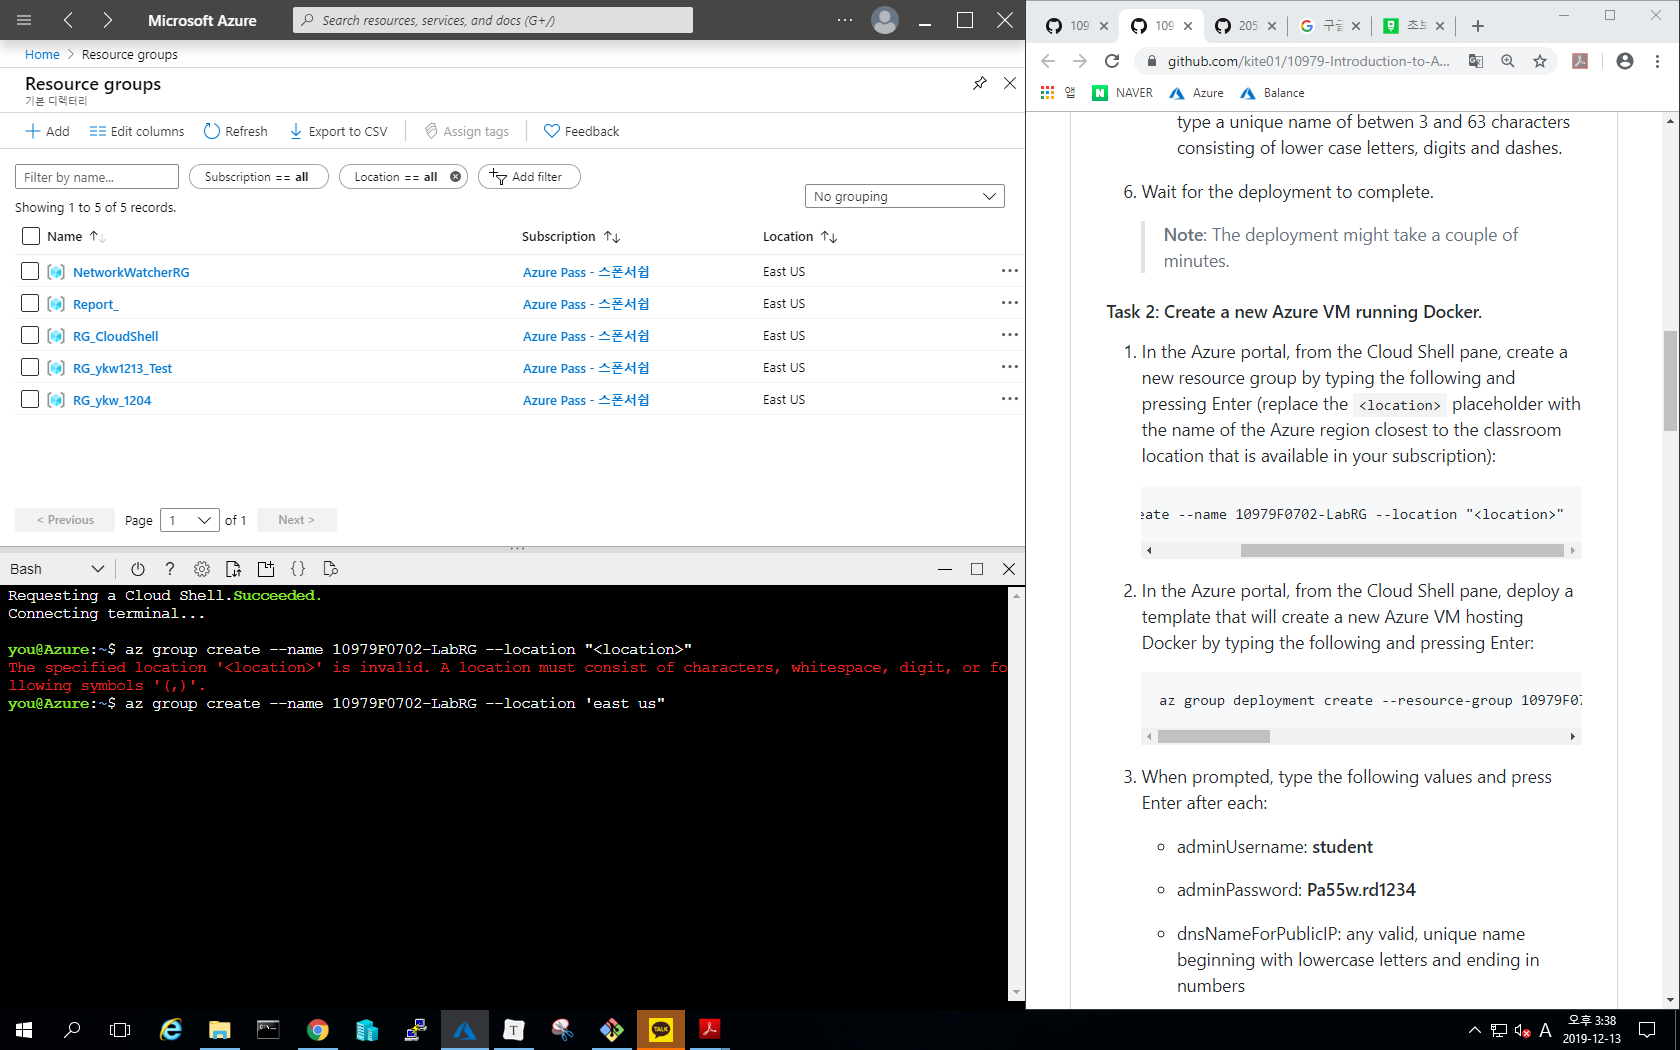 Microsoft Azure
Search resources, services, and docs (G+/)
Home > Resource groups
Resource groups
기본 디렉터리
Add
Edit columns
Refresh
Export to CSV
Assign tags
Feedback
Filter by name...
Subscription == all
Location == all
Add filter
Showing 1 to 5 of 5 records.
No grouping
Name
Subscription
Location
NetworkWatcherRG Azure Pass - 스폰서쉽 East US
Report_ Azure Pass - 스폰서쉽 East US
RG_CloudShell Azure Pass - 스폰서쉽 East US
RG_ykw1213_Test Azure Pass - 스폰서쉽 East US
RG_ykw_1204 Azure Pass - 스폰서쉽 East US
< Previous Page 1 of 1 Next >
Bash
Requesting a Cloud Shell.Succeeded.
Connecting terminal...
you@Azure:~$ az group create --name 10979F0702-LabRG --location "<location>"
The specified location '<location>' is invalid. A location must consist of characters, whitespace, digit, or fo
llowing symbols '(,)'.
you@Azure:~$ az group create --name 10979F0702-LabRG --location 'east us"
109
109
205
구글
초보
github.com/kite01/10979-Introduction-to-A...
앱
NAVER
Azure
Balance
type a unique name of betwen 3 and 63 characters
consisting of lower case letters, digits and dashes.
6. Wait for the deployment to complete.
Note: The deployment might take a couple of
minutes.
Task 2: Create a new Azure VM running Docker.
1. In the Azure portal, from the Cloud Shell pane, create a
new resource group by typing the following and
pressing Enter (replace the <location> placeholder with
the name of the Azure region closest to the classroom
location that is available in your subscription):
eate --name 10979F0702-LabRG --location "<location>"
2. In the Azure portal, from the Cloud Shell pane, deploy a
template that will create a new Azure VM hosting
Docker by typing the following and pressing Enter:
az group deployment create --resource-group 10979F07
3. When prompted, type the following values and press
Enter after each:
adminUsername: student
adminPassword: Pa55w.rd1234
dnsNameForPublicIP: any valid, unique name
beginning with lowercase letters and ending in
numbers
TALK
A
오후 3:38
2019-12-13